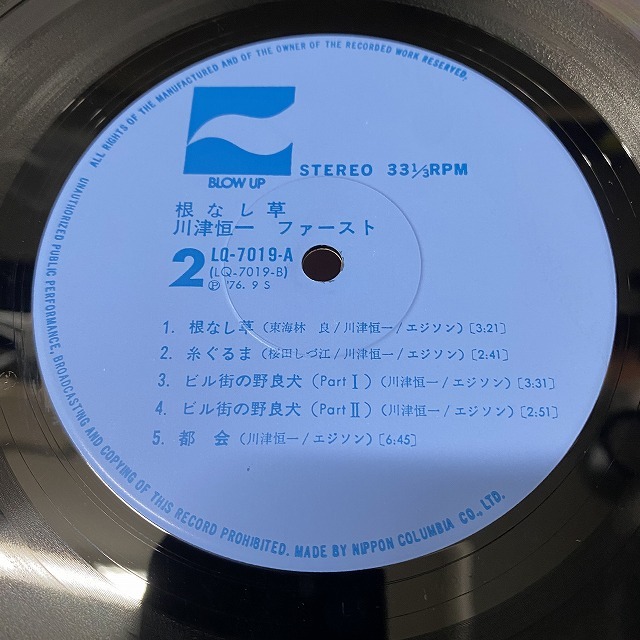 ALL RIGHTS OF THE MANUFACTURED AND OF THE OWNER OF THE RECORDED WORK RESERVED.
BLOW UP
STEREO 33⅓RPM
根なし草
川津恒一 ファースト
2 LQ-7019-A
(LQ-7019-B)
Ⓟ '76. 9 S
1. 根なし草 (東海林 良/川津恒一/エジソン) [3:21]
2. 糸ぐるま (桜田しづ江/川津恒一/エジソン) [2:41]
3. ビル街の野良犬 (Part Ⅰ) (川津恒一/エジソン) [3:31]
4. ビル街の野良犬 (Part Ⅱ) (川津恒一/エジソン) [2:51]
5. 都 会 (川津恒一/エジソン) [6:45]
UNAUTHORIZED PUBLIC PERFORMANCE, BROADCASTING AND COPYING OF THIS RECORD PROHIBITED. MADE BY NIPPON COLUMBIA CO., LTD.